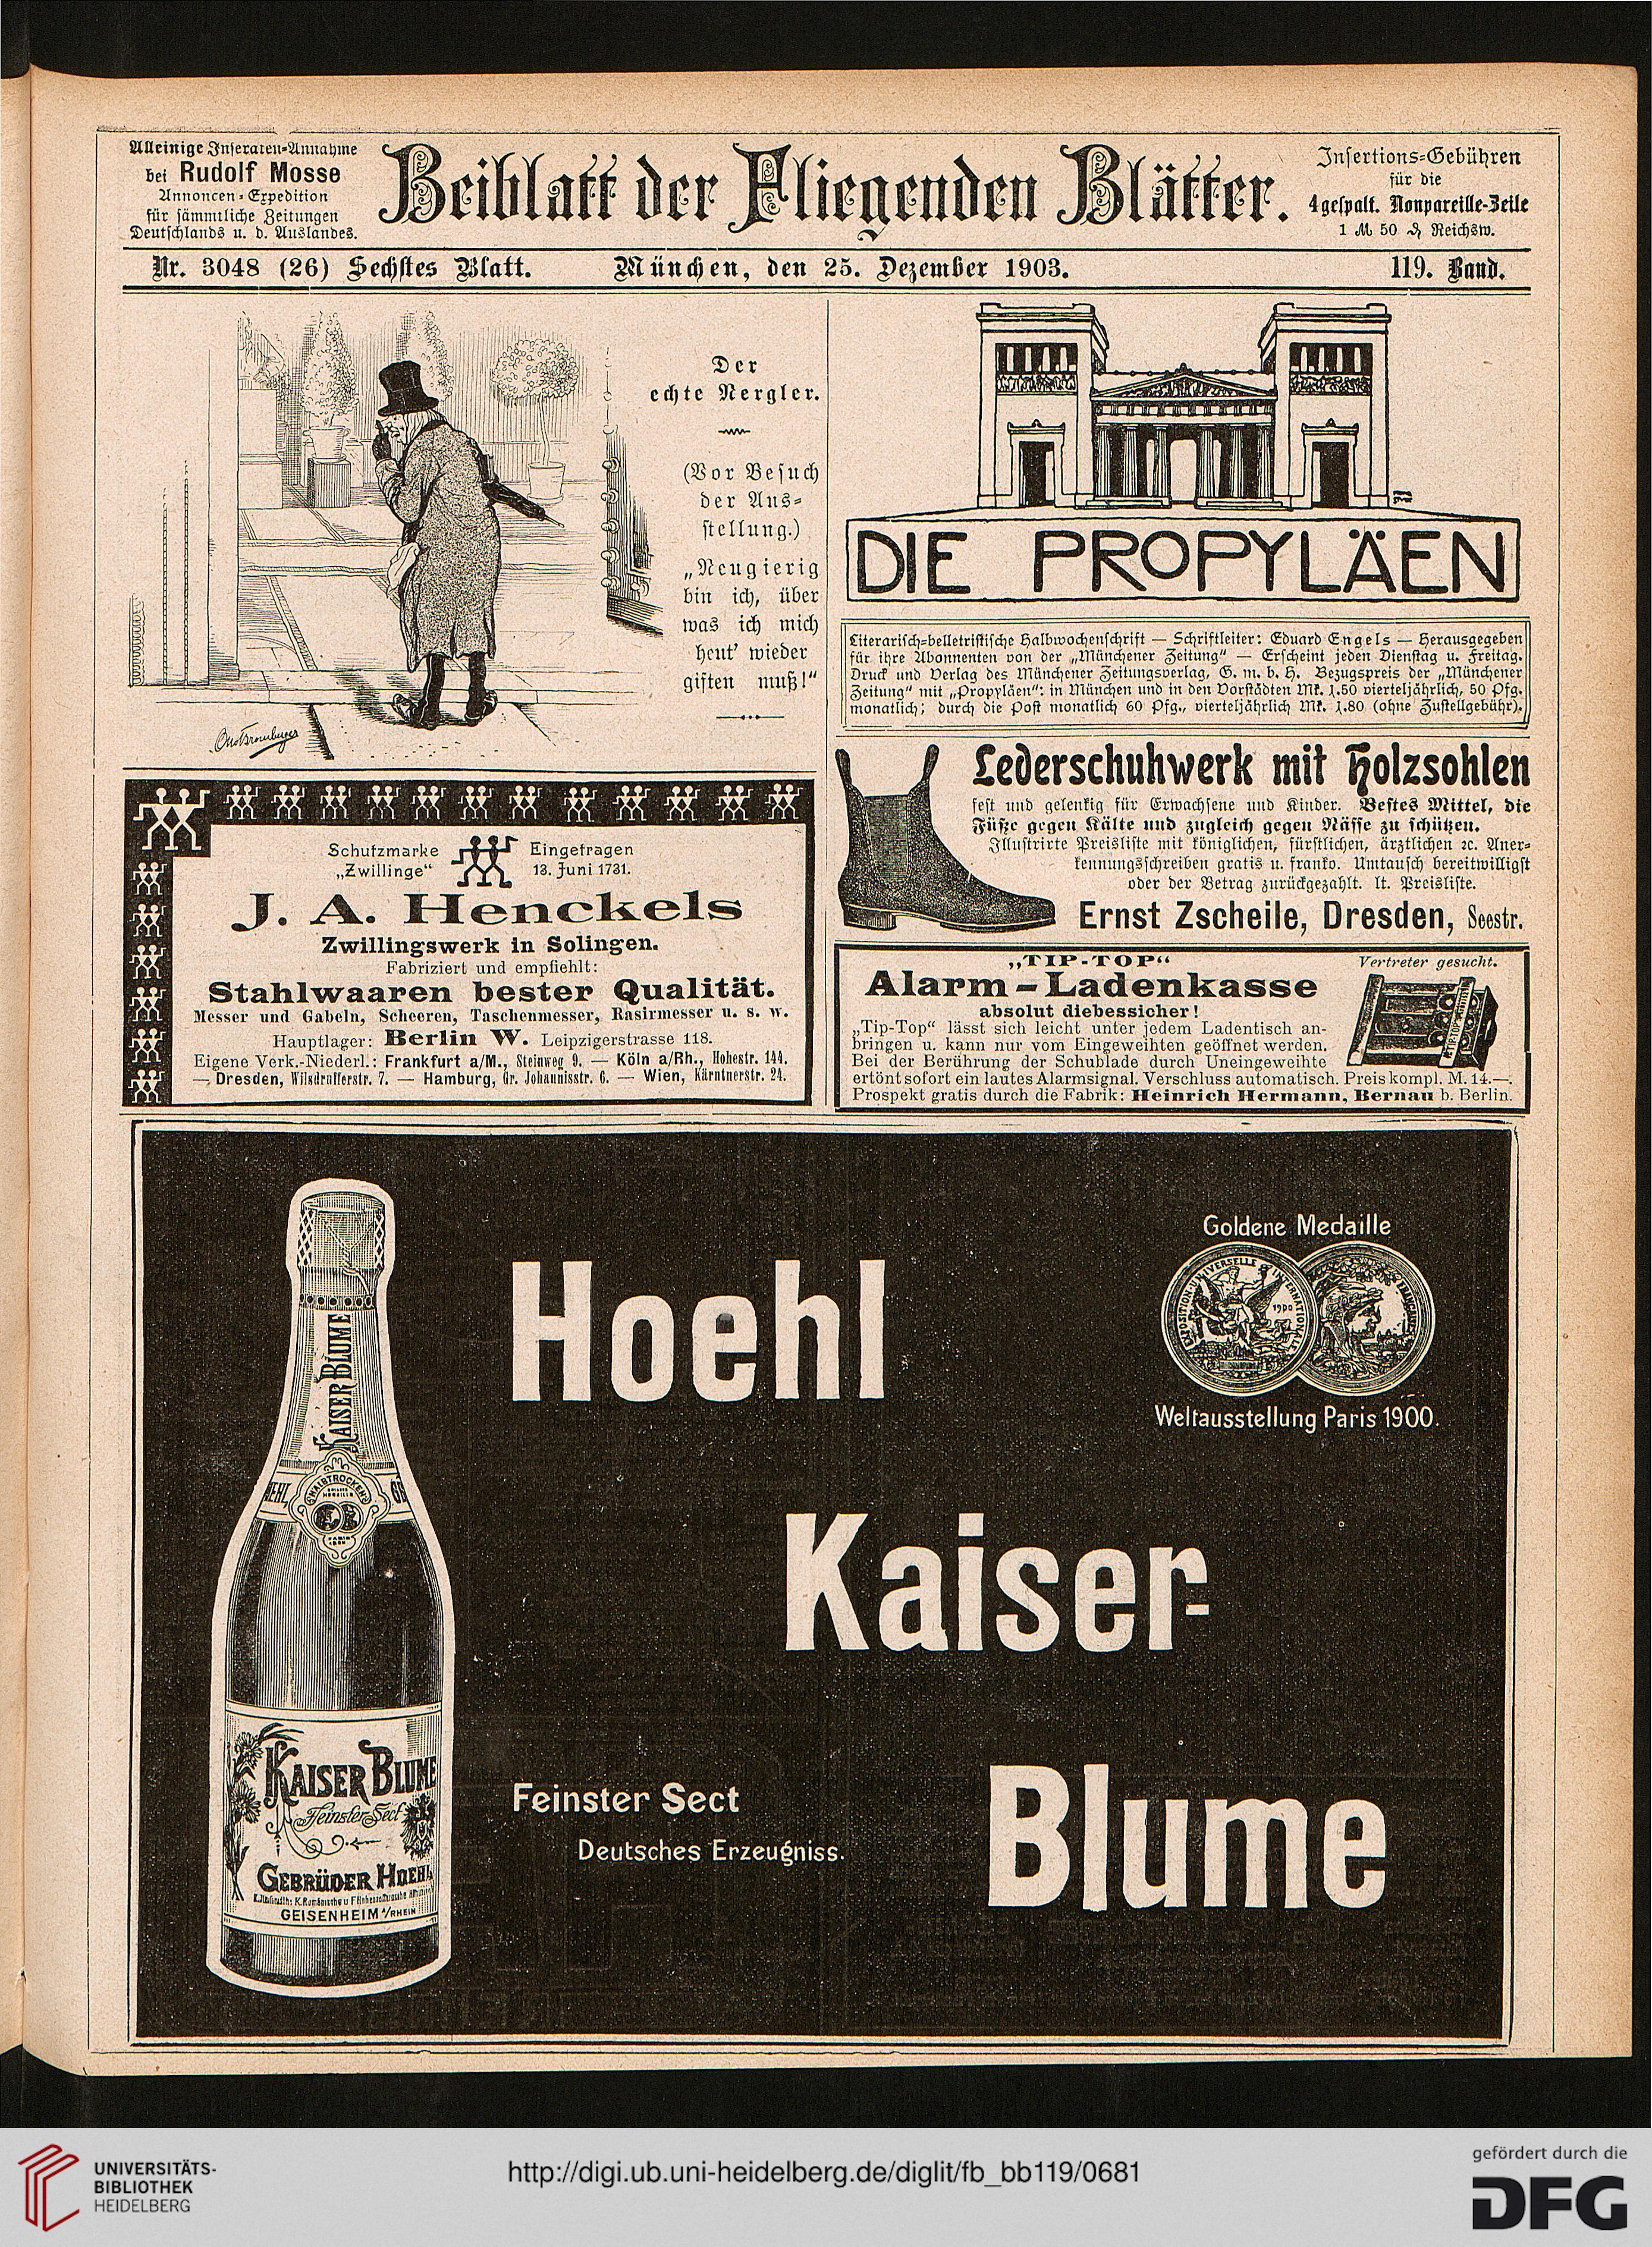 Alleinige Inseraten-Annahme
bei Rudolf Mosse
Annoncen-Expedition
für sämmtliche Zeitungen
Deutschlands u. d. Auslandes.
Beiblatt der Fliegenden Blätter.
Insertions-Gebühren
für die
4 gespalt. Nonpareille-Zeile
1 M 50 ₰ Reichsw.
Nr. 3048 (26) Sechstes Blatt. München, den 25. Dezember 1903. 119. Band.
Der
echte Nergler.
(Vor Besuch
der Aus-
stellung.)
„Neugierig
bin ich, über
was ich mich
heut' wieder
giften muß!“
DIE PROPYLÄEN
Literarisch-belletristische Halbwochenschrift — Schriftleiter: Eduard Engels — Herausgegeben
für ihre Abonnenten von der „Münchener Zeitung“ — Erscheint jeden Dienstag u. Freitag.
Druck und Verlag des Münchener Zeitungsverlag, G. m. b. H. Bezugspreis der „Münchener
Zeitung“ mit „Propyläen“: in München und in den Vorstädten Mk. 1.50 vierteljährlich, 50 Pfg.
monatlich; durch die Post monatlich 60 Pfg., vierteljährlich Mk. 1.80 (ohne Zustellgebühr).
Lederschuhwerk mit Holzsohlen
fest und gelenkig für Erwachsene und Kinder. Bestes Mittel, die
Füße gegen Kälte und zugleich gegen Nässe zu schützen.
Illustrirte Preisliste mit königlichen, fürstlichen, ärztlichen ꝛc. Aner-
kennungsschreiben gratis u. franko. Umtausch bereitwilligst
oder der Betrag zurückgezahlt. lt. Preisliste.
Ernst Zscheile, Dresden, Seestr.
Schutzmarke
„Zwillinge“
Eingetragen
13. Juni 1731.
J. A. Henckels
Zwillingswerk in Solingen.
Fabriziert und empfiehlt:
Stahlwaaren bester Qualität.
Messer und Gabeln, Scheeren, Taschenmesser, Rasirmesser u. s. w.
Hauptlager: Berlin W. Leipzigerstrasse 118.
Eigene Verk.-Niederl.: Frankfurt a/M., Steinweg 9. — Köln a/Rh., Hohestr. 144.
— Dresden, Wilsdrufferstr. 7. — Hamburg, Gr. Johannisstr. 6. — Wien, Kärntnerstr. 24.
„TIP-TOP“
Vertreter gesucht.
Alarm-Ladenkasse
absolut diebessicher!
„Tip-Top“ lässt sich leicht unter jedem Ladentisch an-
bringen u. kann nur vom Eingeweihten geöffnet werden.
Bei der Berührung der Schublade durch Uneingeweihte
ertönt sofort ein lautes Alarmsignal. Verschluss automatisch. Preis kompl. M. 14.—.
Prospekt gratis durch die Fabrik: Heinrich Hermann, Bernau b. Berlin.
Goldene Medaille
EXPOSITION UNIVERSELLE INTERNATIONALE
1900
Weltausstellung Paris 1900.
Hoehl
Kaiser-
Blume
Feinster Sect
Deutsches Erzeugniss.
KAISER BLUME
HALBTROCKEN
KAISER BLUME
Feinster Sect
GEBRÜDER HOEHL
GEISENHEIM A/RHEIN
UNIVERSITÄTS-
BIBLIOTHEK
HEIDELBERG
http://digi.ub.uni-heidelberg.de/diglit/fb_bb119/0681
gefördert durch die
DFG